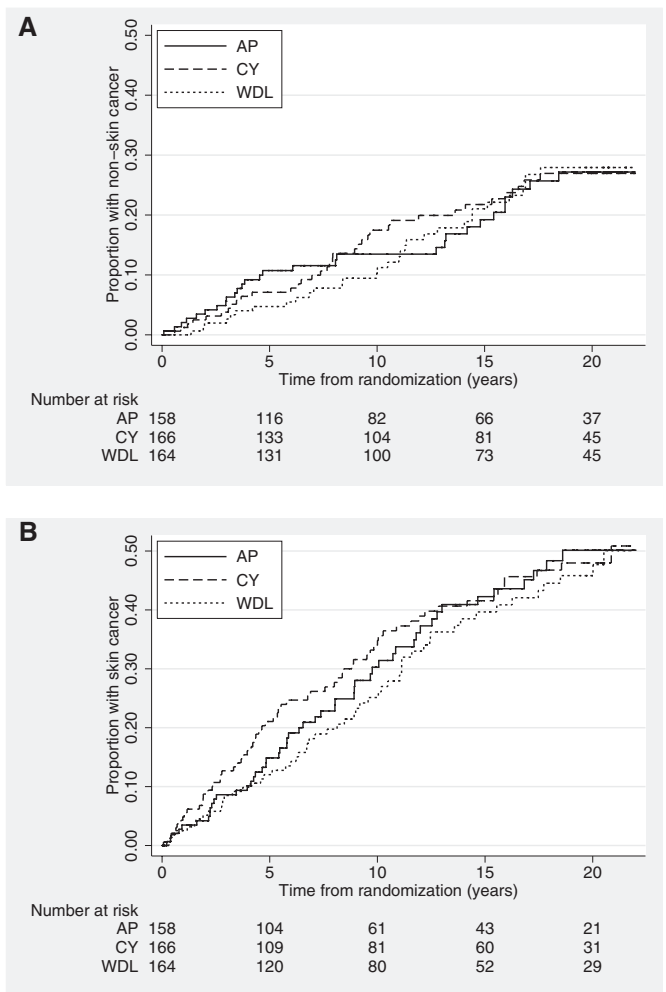 A
Proportion with non−skin cancer
0.50
0.40
0.30
0.20
0.10
0.00
AP
CY
WDL
0 5 10 15 20
Time from randomization (years)
Number at risk
AP 158 116 82 66 37
CY 166 133 104 81 45
WDL 164 131 100 73 45
B
Proportion with skin cancer
0.50
0.40
0.30
0.20
0.10
0.00
AP
CY
WDL
0 5 10 15 20
Time from randomization (years)
Number at risk
AP 158 104 61 43 21
CY 166 109 81 60 31
WDL 164 120 80 52 29